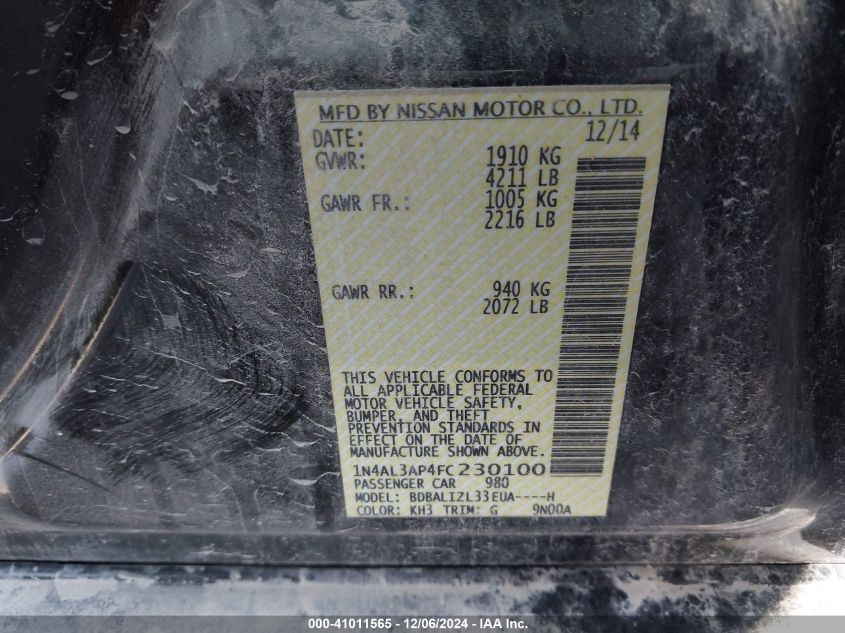 MFD BY NISSAN MOTOR CO., LTD.
DATE: 12/14
GVWR: 1910 KG
4211 LB
GAWR FR.: 1005 KG
2216 LB
GAWR RR.: 940 KG
2072 LB
THIS VEHICLE CONFORMS TO
ALL APPLICABLE FEDERAL
MOTOR VEHICLE SAFETY,
BUMPER, AND THEFT
PREVENTION STANDARDS IN
EFFECT ON THE DATE OF
MANUFACTURE SHOWN ABOVE.
1N4AL3AP4FC230100
PASSENGER CAR 980
MODEL: BDBALIZL33EUA----H
COLOR: KH3 TRIM: G 9N00A
000-41011565 - 12/06/2024 - IAA Inc.